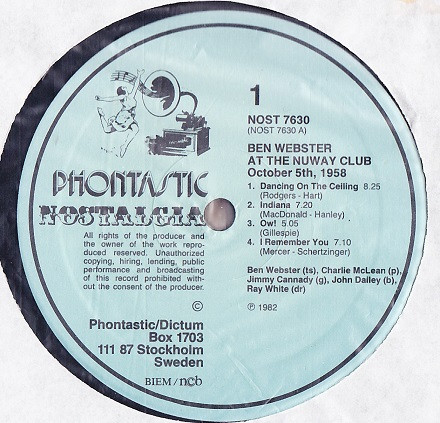 1
NOST 7630
(NOST 7630 A)
BEN WEBSTER
AT THE NUWAY CLUB
October 5th, 1958
1. Dancing On The Ceiling 8.25
(Rodgers - Hart)
2. Indiana 7.20
(MacDonald - Hanley)
3. Ow! 5.05
(Gillespie)
4. I Remember You 7.10
(Mercer - Schertzinger)
Ben Webster (ts), Charlie McLean (p),
Jimmy Cannady (g), John Dalley (b),
Ray White (dr)
℗ 1982
PHONTASTIC
NOSTALGIA
All rights of the producer and
the owner of the work repro-
duced reserved. Unauthorized
copying, hiring, lending, public
performance and broadcasting
of this record prohibited with-
out the consent of the producer.
©
Phontastic/Dictum
Box 1703
111 87 Stockholm
Sweden
BIEM/ncb